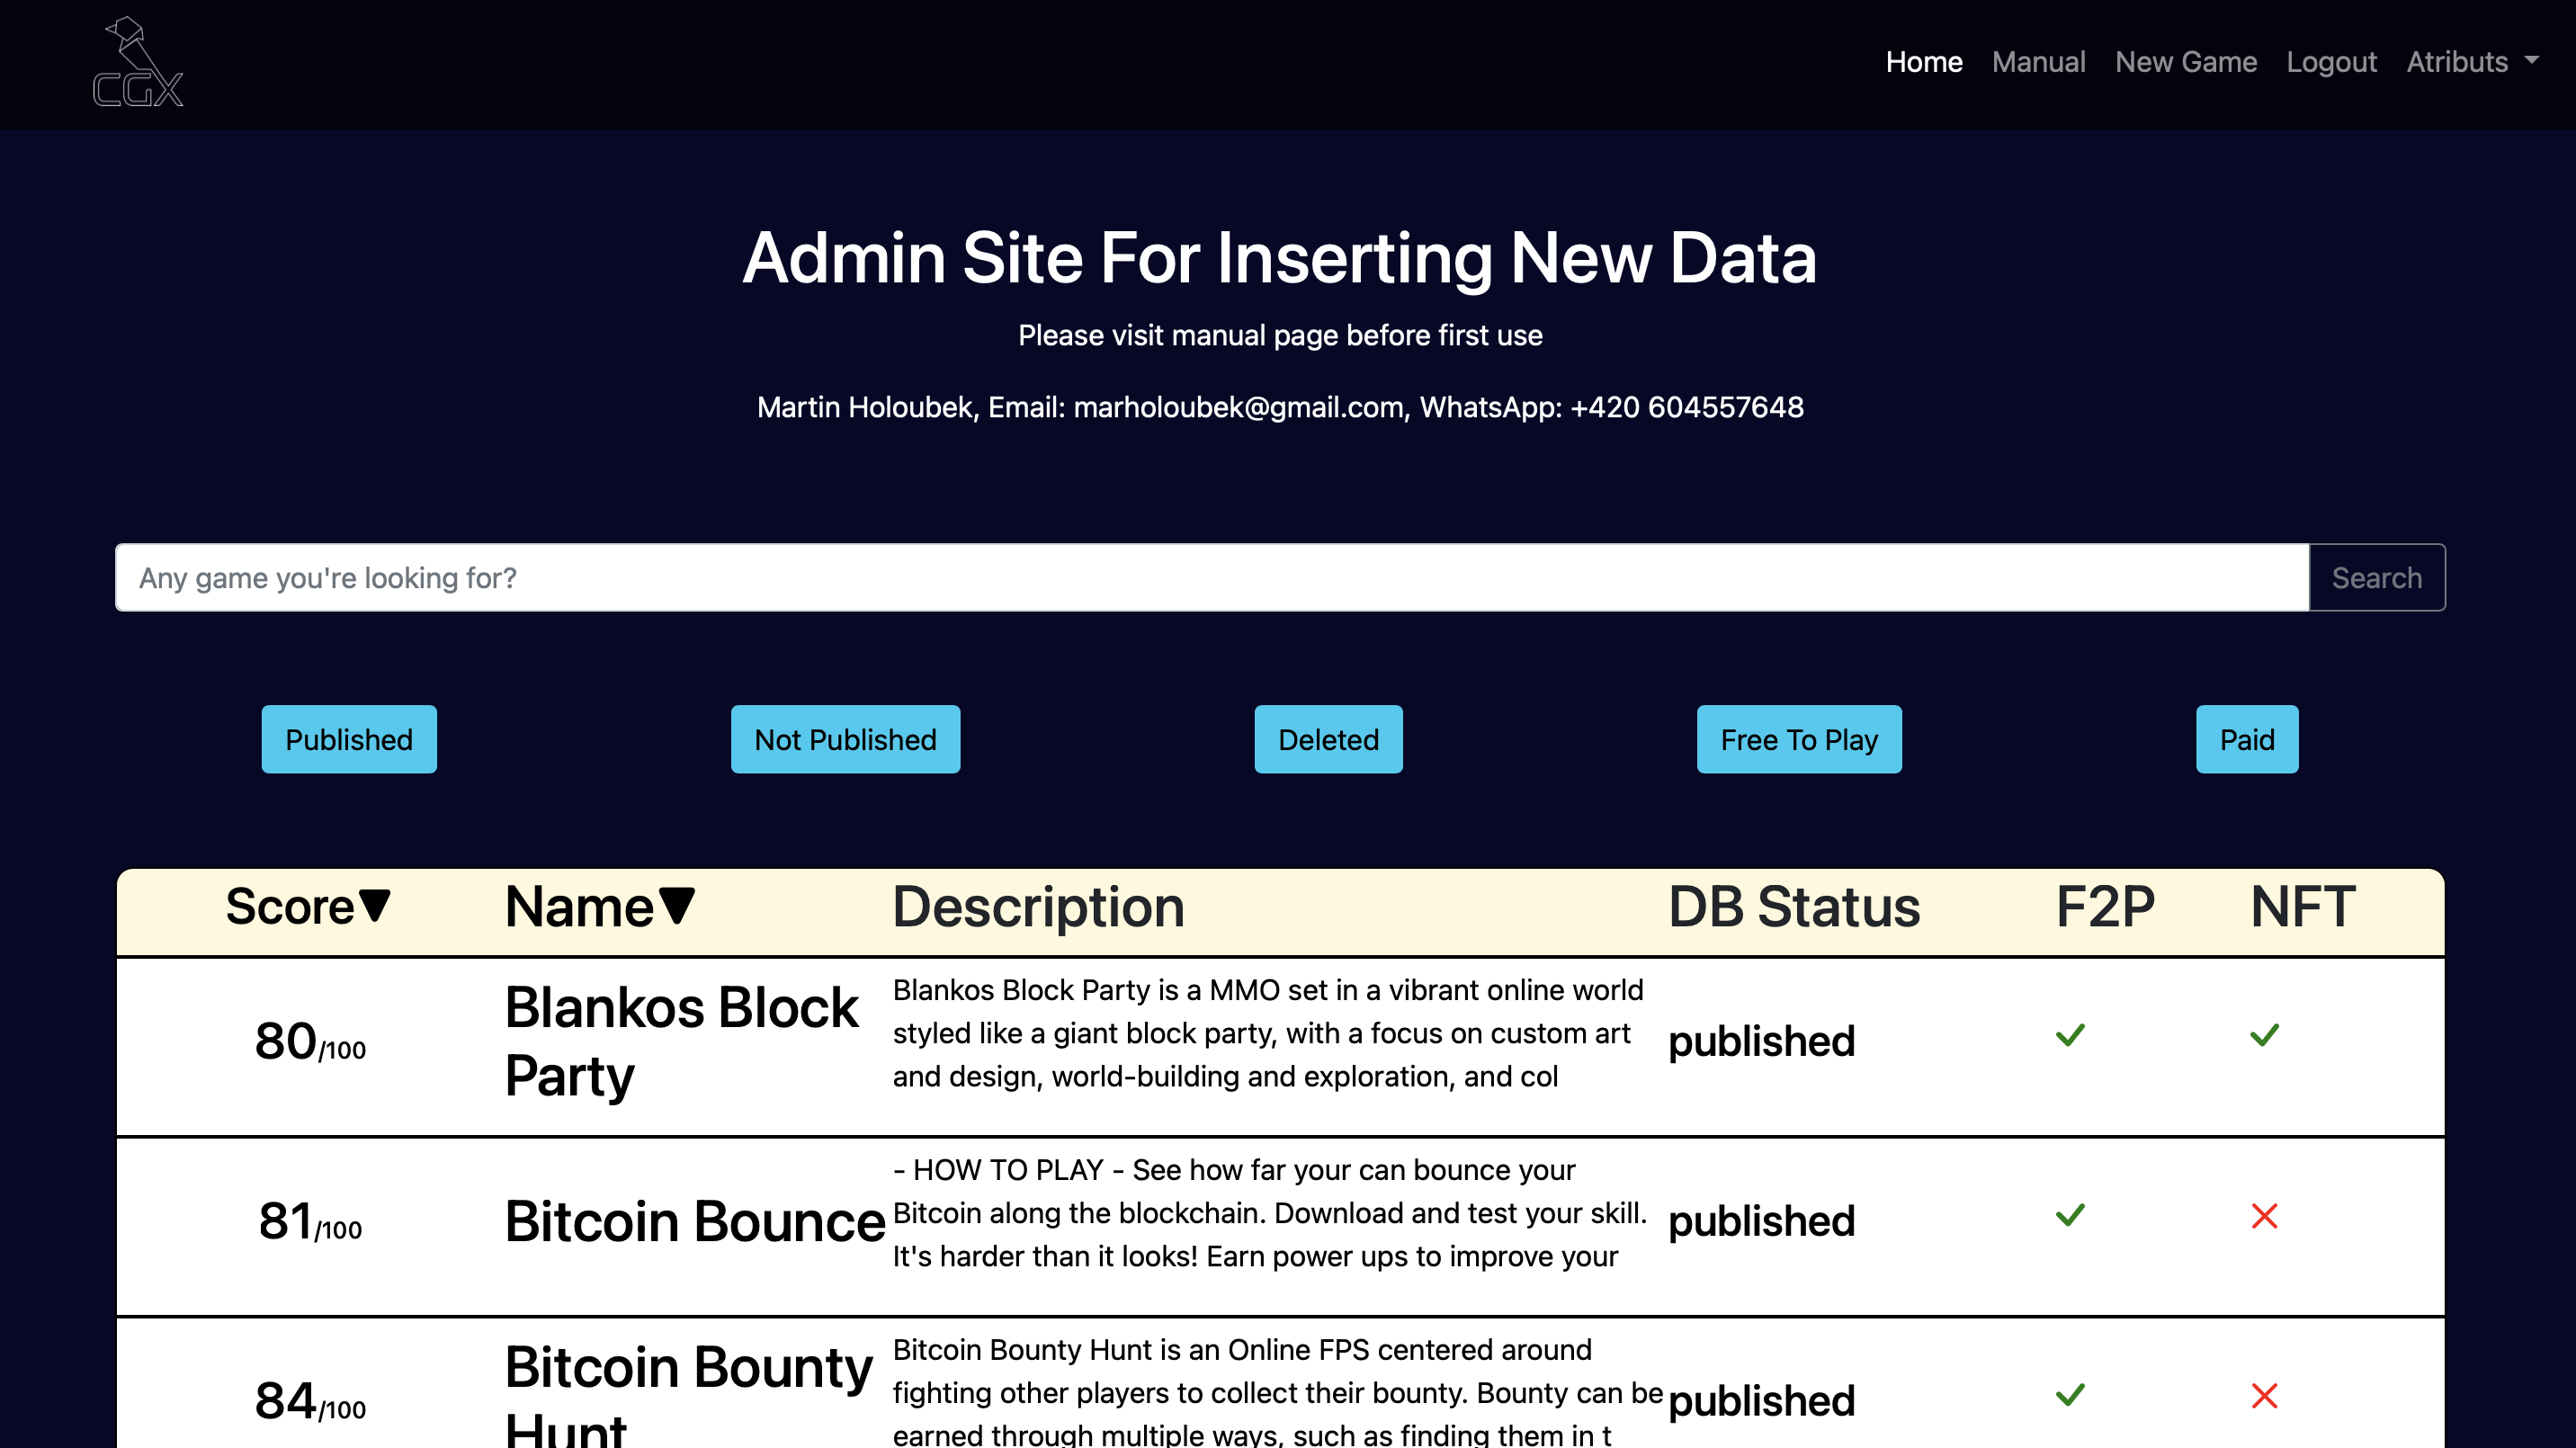 CGX
Home Manual New Game Logout Atributs
Admin Site For Inserting New Data
Please visit manual page before first use
Martin Holoubek, Email: marholoubek@gmail.com, WhatsApp: +420 604557648
Any game you're looking for? Search
Published Not Published Deleted Free To Play Paid
Score▼ Name▼ Description DB Status F2P NFT
80/100
Blankos Block
Party
Blankos Block Party is a MMO set in a vibrant online world
styled like a giant block party, with a focus on custom art
and design, world-building and exploration, and col
published
81/100
Bitcoin Bounce
- HOW TO PLAY - See how far your can bounce your
Bitcoin along the blockchain. Download and test your skill.
It's harder than it looks! Earn power ups to improve your
published
84/100
Bitcoin Bounty
Hunt
Bitcoin Bounty Hunt is an Online FPS centered around
fighting other players to collect their bounty. Bounty can be
earned through multiple ways, such as finding them in t
published